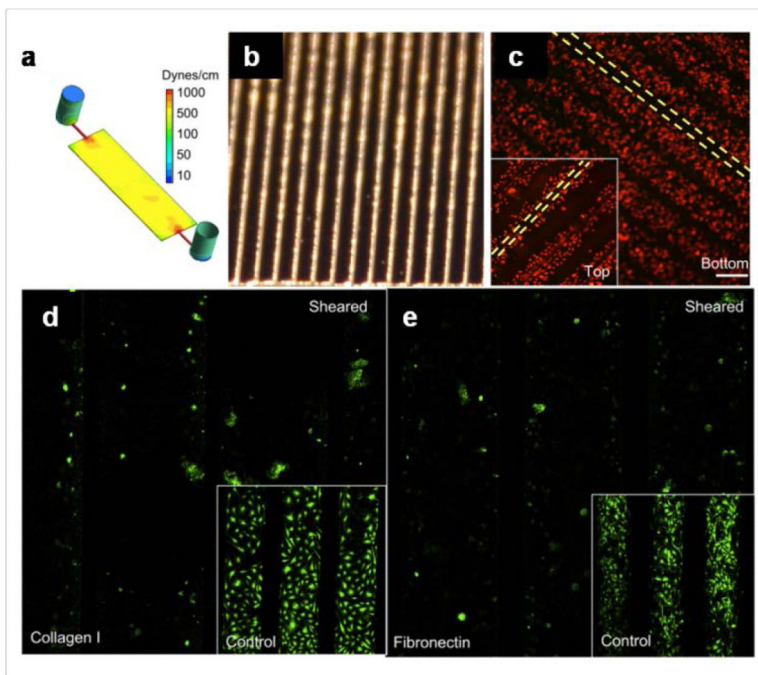 a
Dynes/cm
1000
500
100
50
10
b
c
Top
Bottom
d
Sheared
Collagen I
Control
e
Sheared
Fibronectin
Control